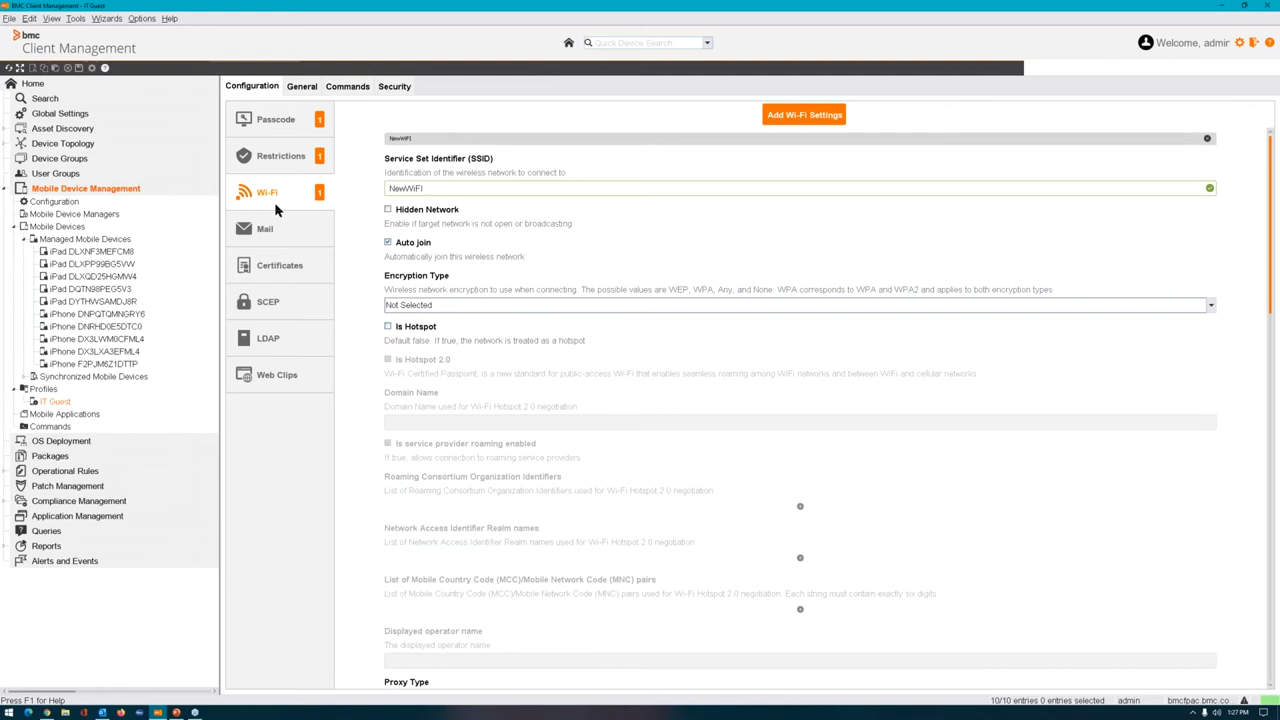 BMC Client Management - IT Guest
File Edit View Tools Wizards Options Help
bmc
Client Management
Quick Device Search
Welcome, admin
Home
Search
Global Settings
Asset Discovery
Device Topology
Device Groups
User Groups
Mobile Device Management
Configuration
Mobile Device Managers
Mobile Devices
Managed Mobile Devices
iPad DLXNF3MEFCM8
iPad DLXPP99BG5VW
iPad DLXQD25HGMW4
iPad DQTN98PEG5V3
iPad DYTHWSAMDJ8R
iPhone DNPQTQMNGRY6
iPhone DNRHD0E5DTC0
iPhone DX3LWM0CFML4
iPhone DX3LXA3EFML4
iPhone F2PJM6Z1DTTP
Synchronized Mobile Devices
Profiles
IT Guest
Mobile Applications
Commands
OS Deployment
Packages
Operational Rules
Patch Management
Compliance Management
Application Management
Queries
Reports
Alerts and Events
Configuration General Commands Security
Passcode 1
Restrictions 1
Wi-Fi 1
Mail
Certificates
SCEP
LDAP
Web Clips
Add Wi-Fi Settings
NewWiFI
Service Set Identifier (SSID)
Identification of the wireless network to connect to
NewWiFI
Hidden Network
Enable if target network is not open or broadcasting
Auto join
Automatically join this wireless network
Encryption Type
Wireless network encryption to use when connecting. The possible values are WEP, WPA, Any, and None. WPA corresponds to WPA and WPA2 and applies to both encryption types
Not Selected
Is Hotspot
Default false. If true, the network is treated as a hotspot
Is Hotspot 2.0
Wi-Fi Certified Passpoint, is a new standard for public-access Wi-Fi that enables seamless roaming among WiFi networks and between WiFi and cellular networks
Domain Name
Domain Name used for Wi-Fi Hotspot 2.0 negotiation
Is service provider roaming enabled
If true, allows connection to roaming service providers
Roaming Consortium Organization Identifiers
List of Roaming Consortium Organization Identifiers used for Wi-Fi Hotspot 2.0 negotiation
Network Access Identifier Realm names
List of Network Access Identifier Realm names used for Wi-Fi Hotspot 2.0 negotiation
List of Mobile Country Code (MCC)/Mobile Network Code (MNC) pairs
List of Mobile Country Code (MCC)/Mobile Network Code (MNC) pairs used for Wi-Fi Hotspot 2.0 negotiation. Each string must contain exactly six digits
Displayed operator name
The displayed operator name
Proxy Type
Press F1 for Help
10/10 entries 0 entries selected admin bmcfpac.bmc.co
1:27 PM